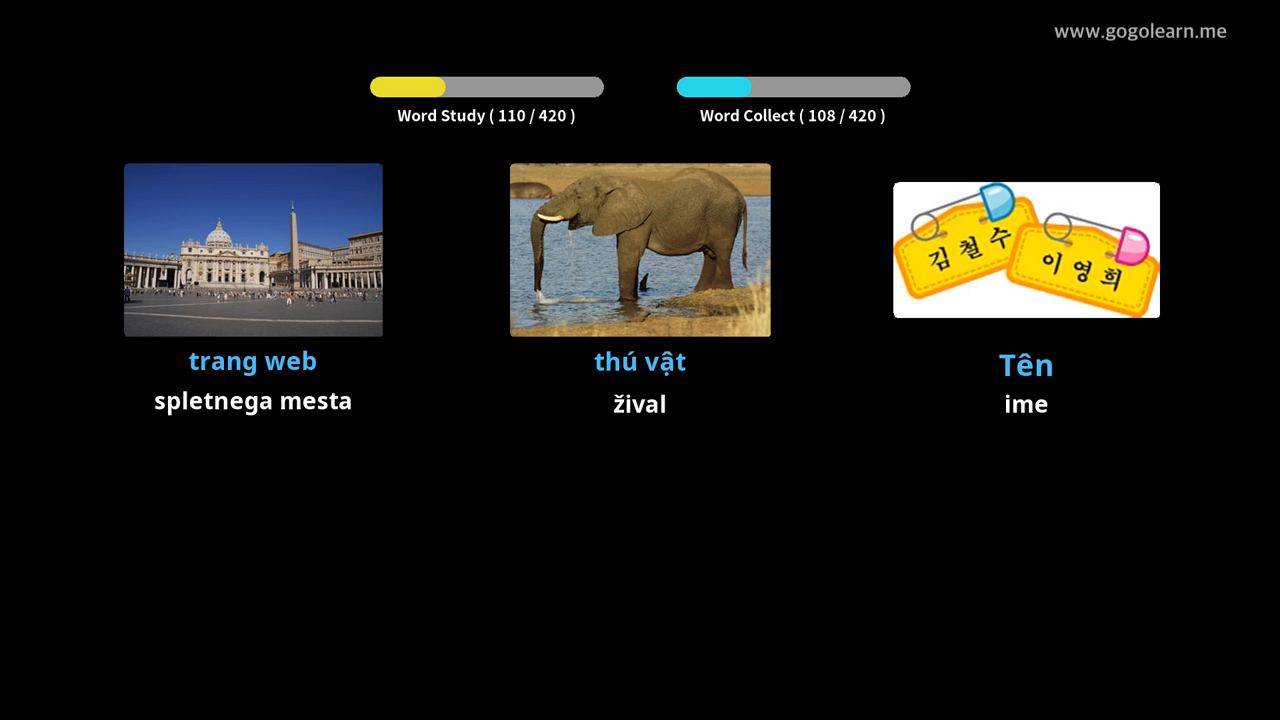 www.gogolearn.me
Word Study ( 110 / 420 )
Word Collect ( 108 / 420 )
김철수
이영희
trang web
thú vật
Tên
spletnega mesta
žival
ime